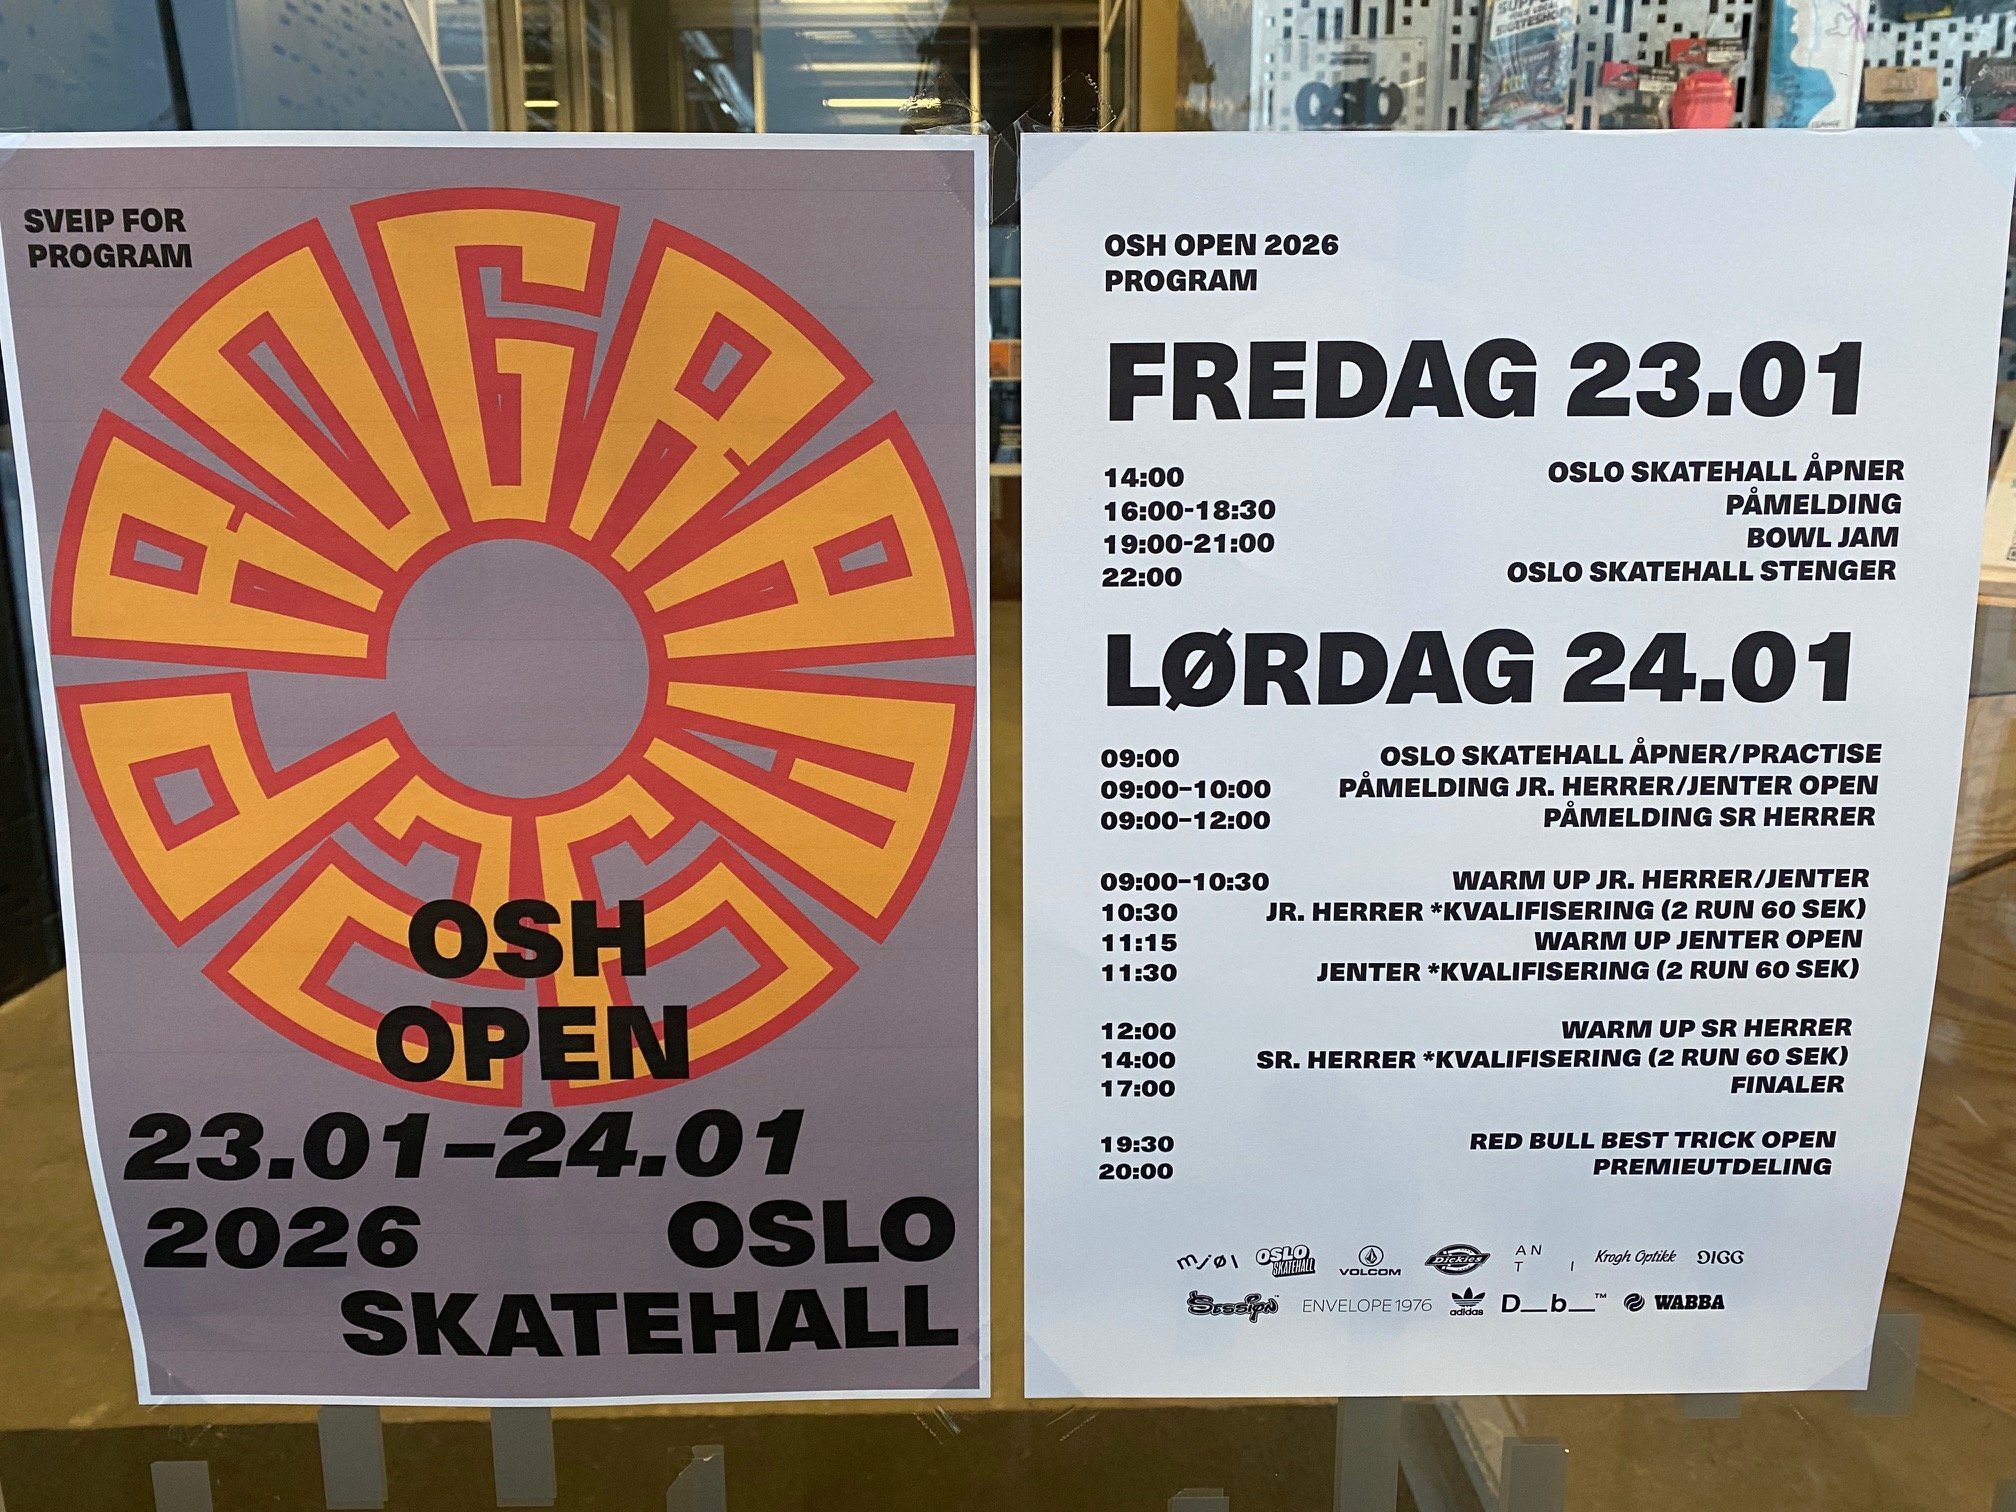 SVEIP FOR
PROGRAM
OSH
OPEN
23.01–24.01
2026 OSLO
SKATEHALL
OSH OPEN 2026
PROGRAM
FREDAG 23.01
14:00 OSLO SKATEHALL ÅPNER
16:00-18:30 PÅMELDING
19:00-21:00 BOWL JAM
22:00 OSLO SKATEHALL STENGER
LØRDAG 24.01
09:00 OSLO SKATEHALL ÅPNER/PRACTISE
09:00–10:00 PÅMELDING JR. HERRER/JENTER OPEN
09:00–12:00 PÅMELDING SR HERRER
09:00–10:30 WARM UP JR. HERRER/JENTER
10:30 JR. HERRER *KVALIFISERING (2 RUN 60 SEK)
11:15 WARM UP JENTER OPEN
11:30 JENTER *KVALIFISERING (2 RUN 60 SEK)
12:00 WARM UP SR HERRER
14:00 SR. HERRER *KVALIFISERING (2 RUN 60 SEK)
17:00 FINALER
19:30 RED BULL BEST TRICK OPEN
20:00 PREMIEUTDELING
mjøl OSLO SKATEHALL VOLCOM Dickies ANTI Krogh Optikk DIGG
SESSION ENVELOPE1976 adidas D__b__™ WABBA
oslo